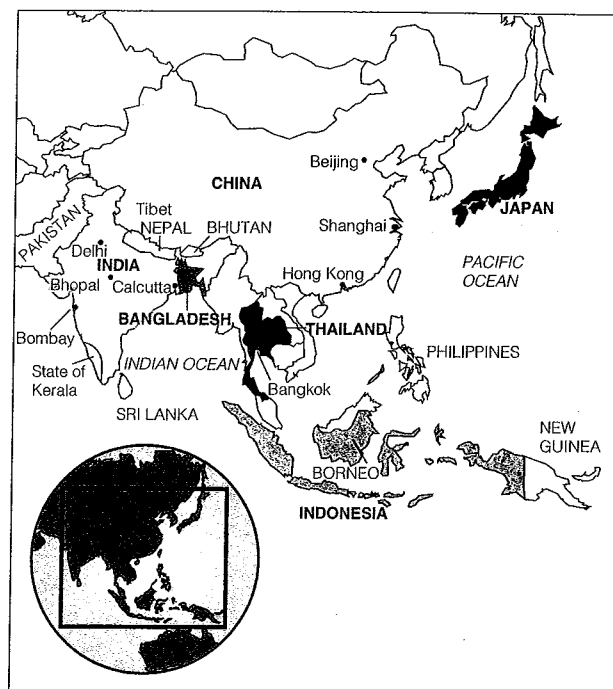 Beijing
CHINA
JAPAN
Tibet
NEPAL
BHUTAN
Shanghai
PAKISTAN
Delhi
INDIA
PACIFIC
OCEAN
Hong Kong
Bhopal
Calcutta
BANGLADESH
THAILAND
Bombay
INDIAN OCEAN
PHILIPPINES
State of
Kerala
Bangkok
SRI LANKA
NEW
GUINEA
BORNEO
INDONESIA